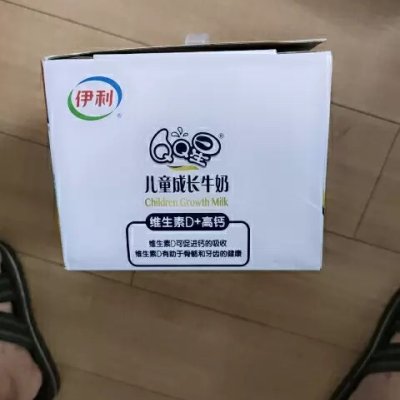 伊利
QQ星
儿童成长牛奶
Children Growth Milk
维生素D+高钙
维生素D可促进钙的吸收
维生素D有助于骨骼和牙齿的健康